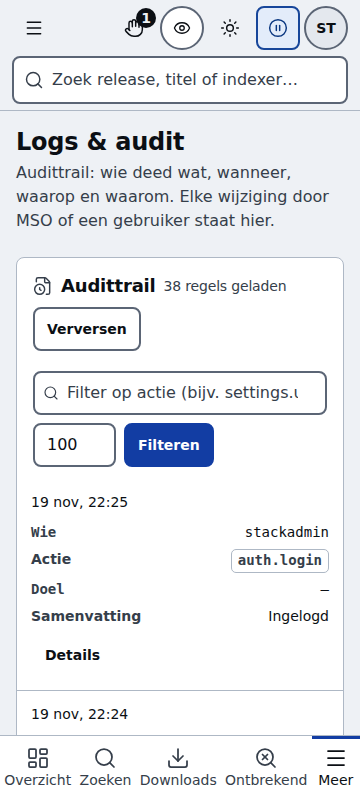 1
ST
Zoek release, titel of indexer…
Logs & audit
Audittrail: wie deed wat, wanneer,
waarop en waarom. Elke wijziging door
MSO of een gebruiker staat hier.
Audittrail 38 regels geladen
Verversen
Filter op actie (bijv. settings.u
100 Filteren
19 nov, 22:25
Wie stackadmin
Actie auth.login
Doel —
Samenvatting Ingelogd
Details
19 nov, 22:24
Overzicht Zoeken Downloads Ontbrekend Meer